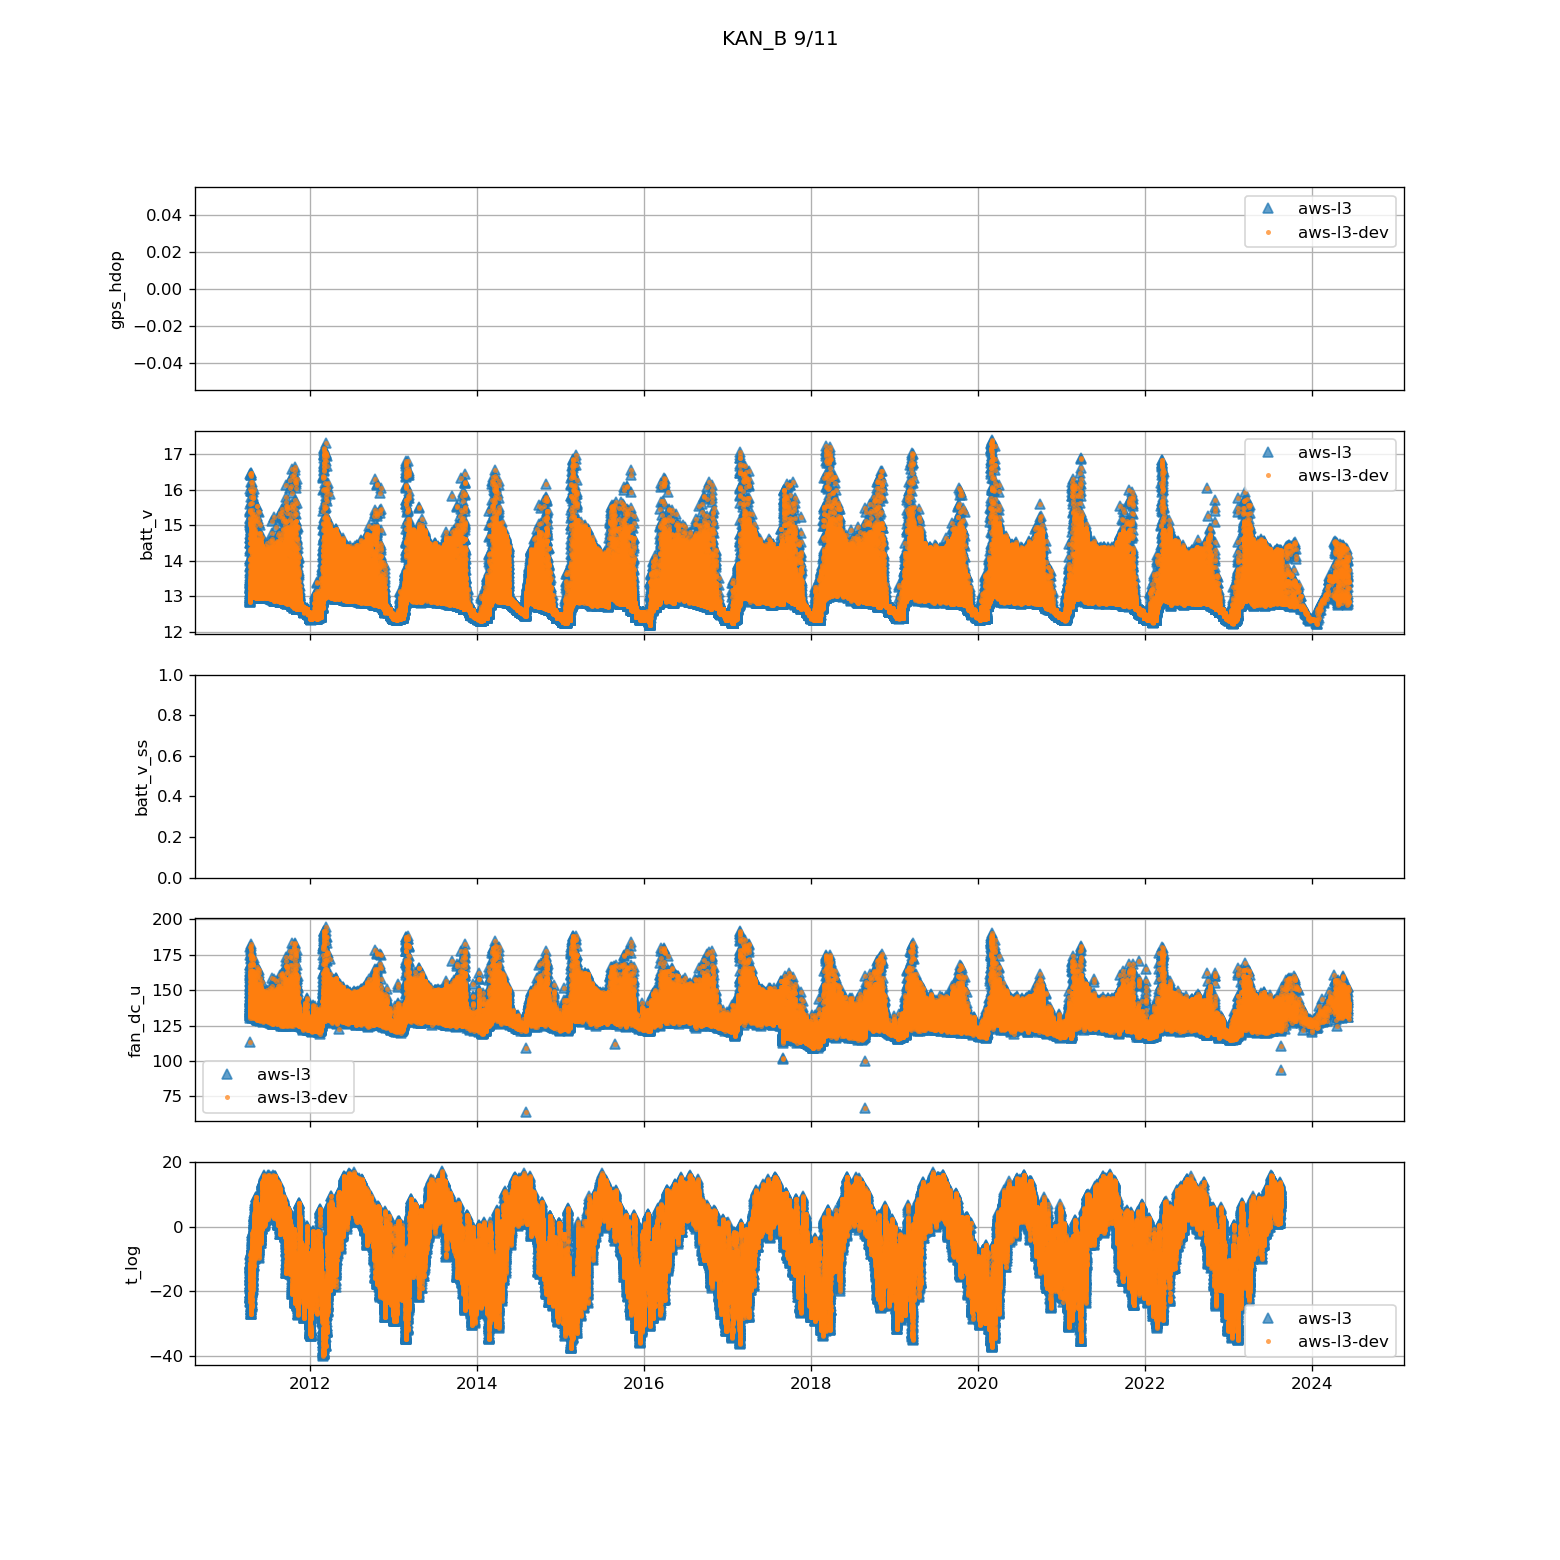 KAN_B 9/11
gps_hdop
0.04
0.02
0.00
−0.02
−0.04
aws-l3
aws-l3-dev
batt_v
17
16
15
14
13
12
aws-l3
aws-l3-dev
batt_v_ss
1.0
0.8
0.6
0.4
0.2
0.0
fan_dc_u
200
175
150
125
100
75
aws-l3
aws-l3-dev
t_log
20
0
−20
−40
aws-l3
aws-l3-dev
2012 2014 2016 2018 2020 2022 2024